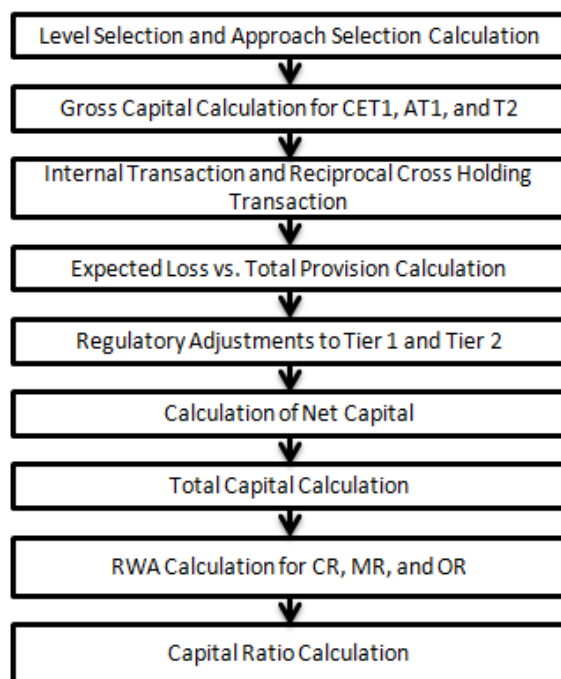 Level Selection and Approach Selection Calculation
Gross Capital Calculation for CET1, AT1, and T2
Internal Transaction and Reciprocal Cross Holding
Transaction
Expected Loss vs. Total Provision Calculation
Regulatory Adjustments to Tier 1 and Tier 2
Calculation of Net Capital
Total Capital Calculation
RWA Calculation for CR, MR, and OR
Capital Ratio Calculation